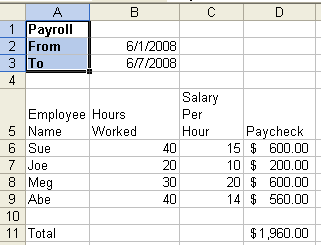 A B C D
1 Payroll
2 From 6/1/2008
3 To 6/7/2008
4
Salary
Employee Hours Per
5 Name Worked Hour Paycheck
6 Sue 40 15 $ 600.00
7 Joe 20 10 $ 200.00
8 Meg 30 20 $ 600.00
9 Abe 40 14 $ 560.00
10
11 Total $1,960.00